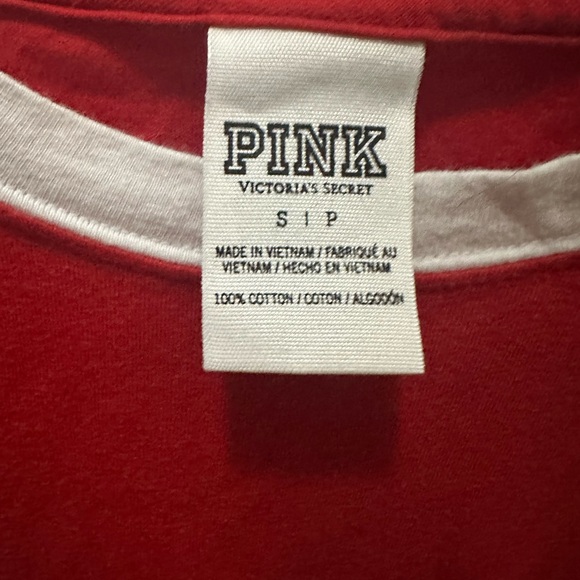 PINK
VICTORIA'S SECRET
S | P
MADE IN VIETNAM / FABRIQUÉ AU
VIETNAM / HECHO EN VIETNAM
100% COTTON / COTON / ALGODÓN